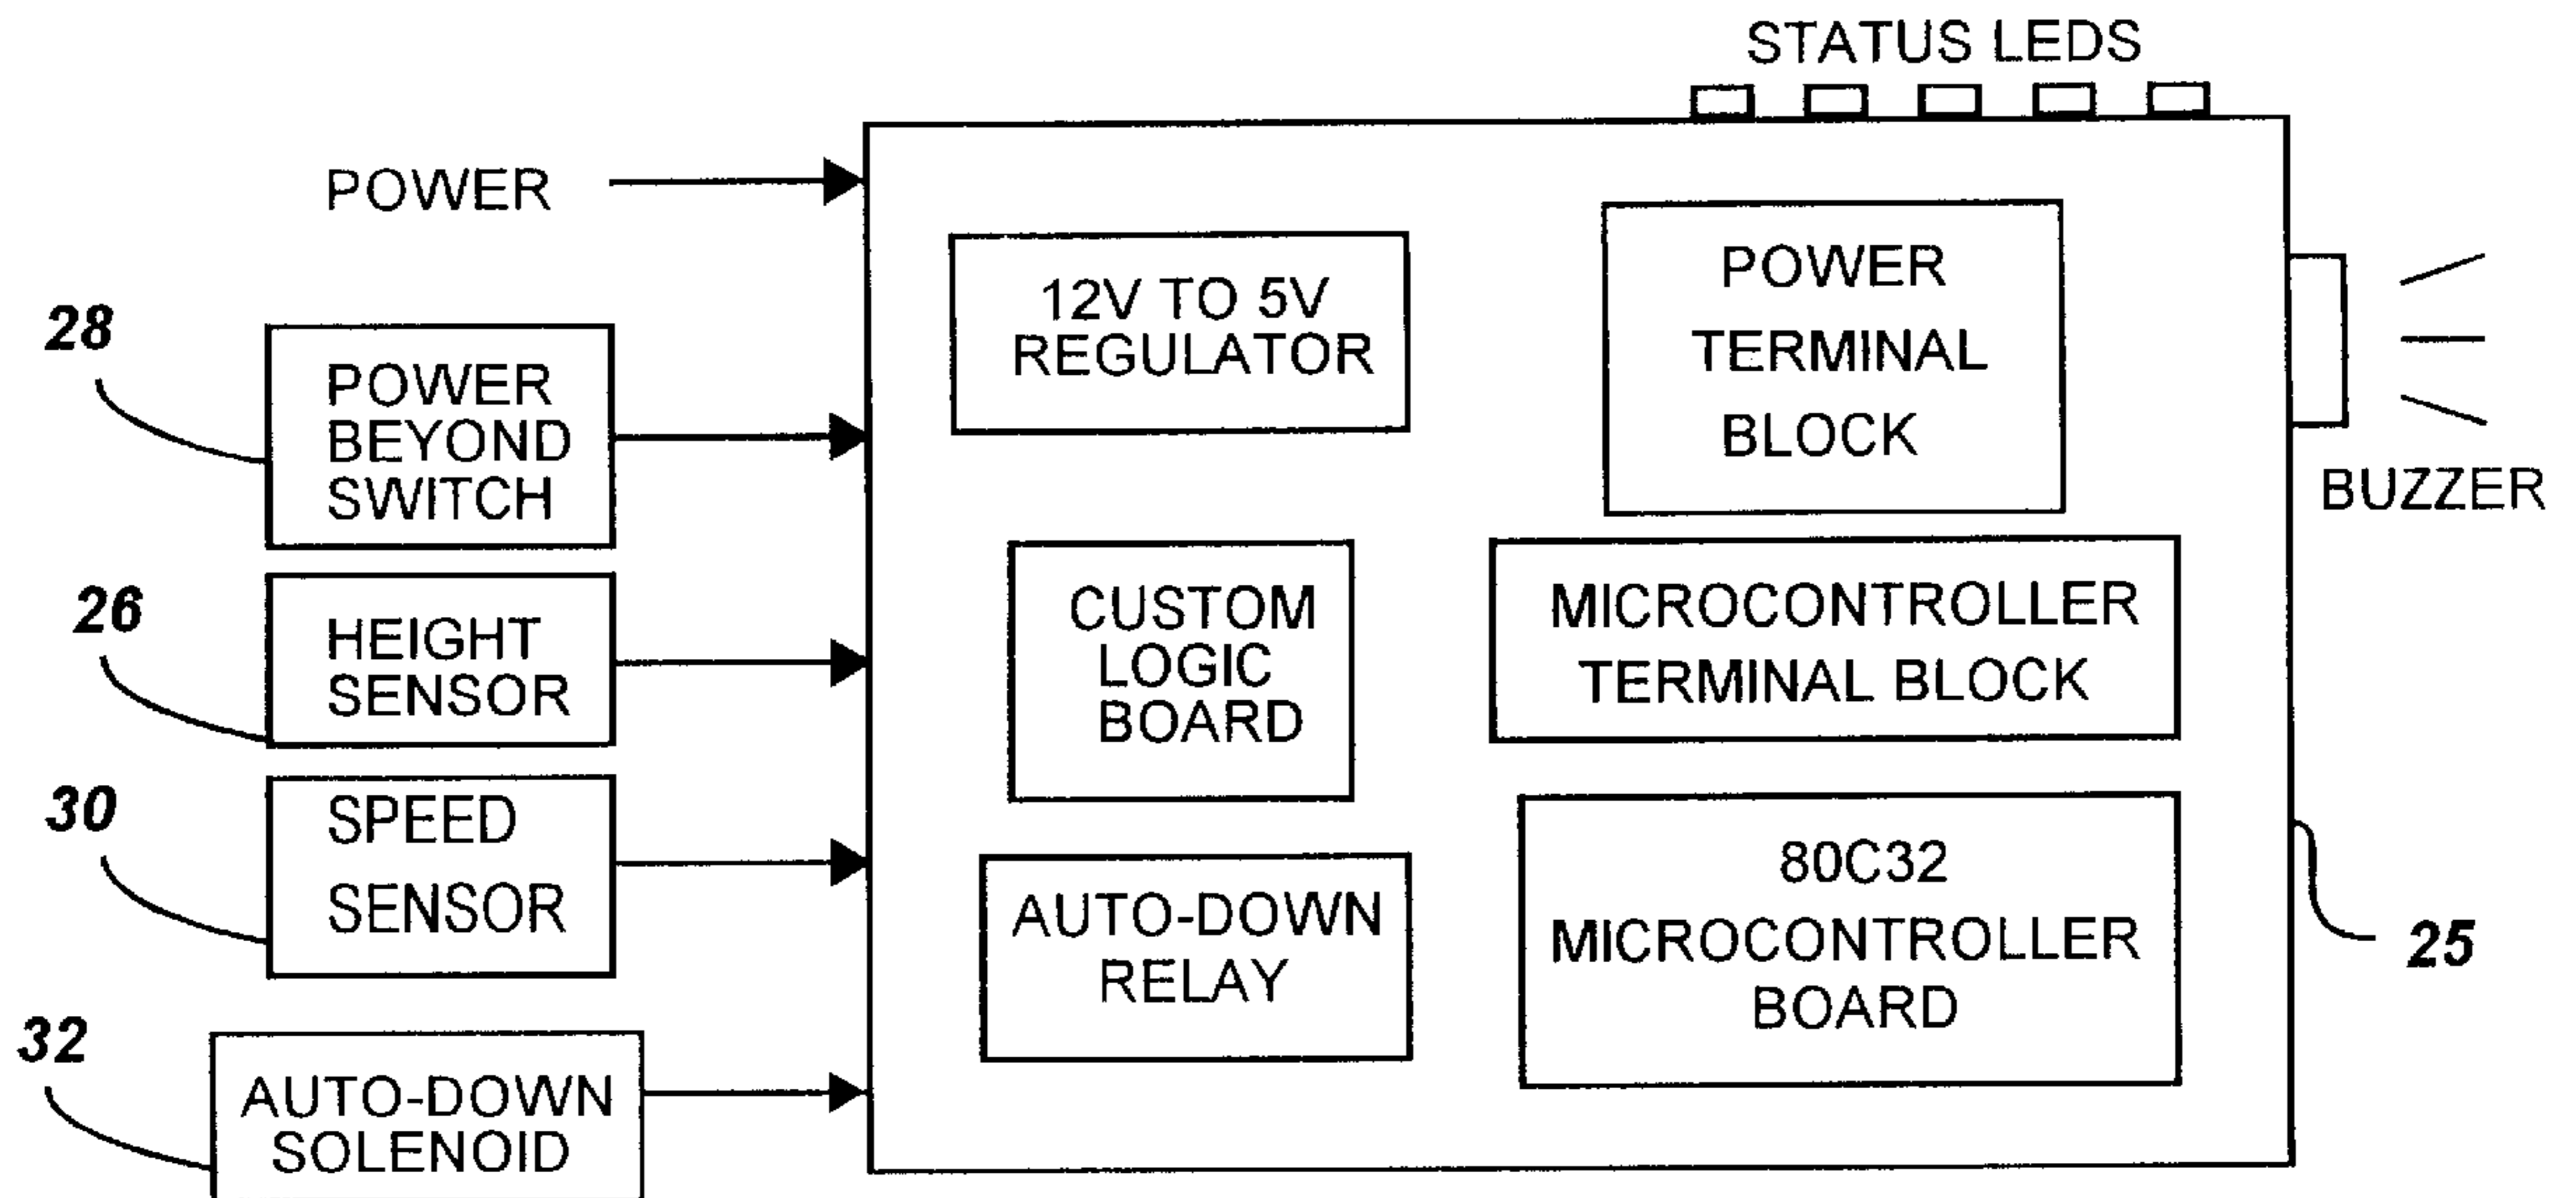 STATUS LEDS
POWER
12V TO 5V
REGULATOR
POWER
TERMINAL
BLOCK
BUZZER
28
POWER
BEYOND
SWITCH
26
HEIGHT
SENSOR
CUSTOM
LOGIC
BOARD
MICROCONTROLLER
TERMINAL BLOCK
30
SPEED
SENSOR
AUTO-DOWN
RELAY
80C32
MICROCONTROLLER
BOARD
25
32
AUTO-DOWN
SOLENOID